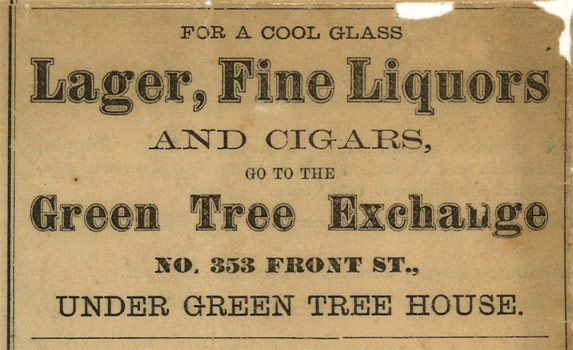 FOR A COOL GLASS
Lager, Fine Liquors
AND CIGARS,
GO TO THE
Green Tree Exchange
NO. 353 FRONT ST.,
UNDER GREEN TREE HOUSE.